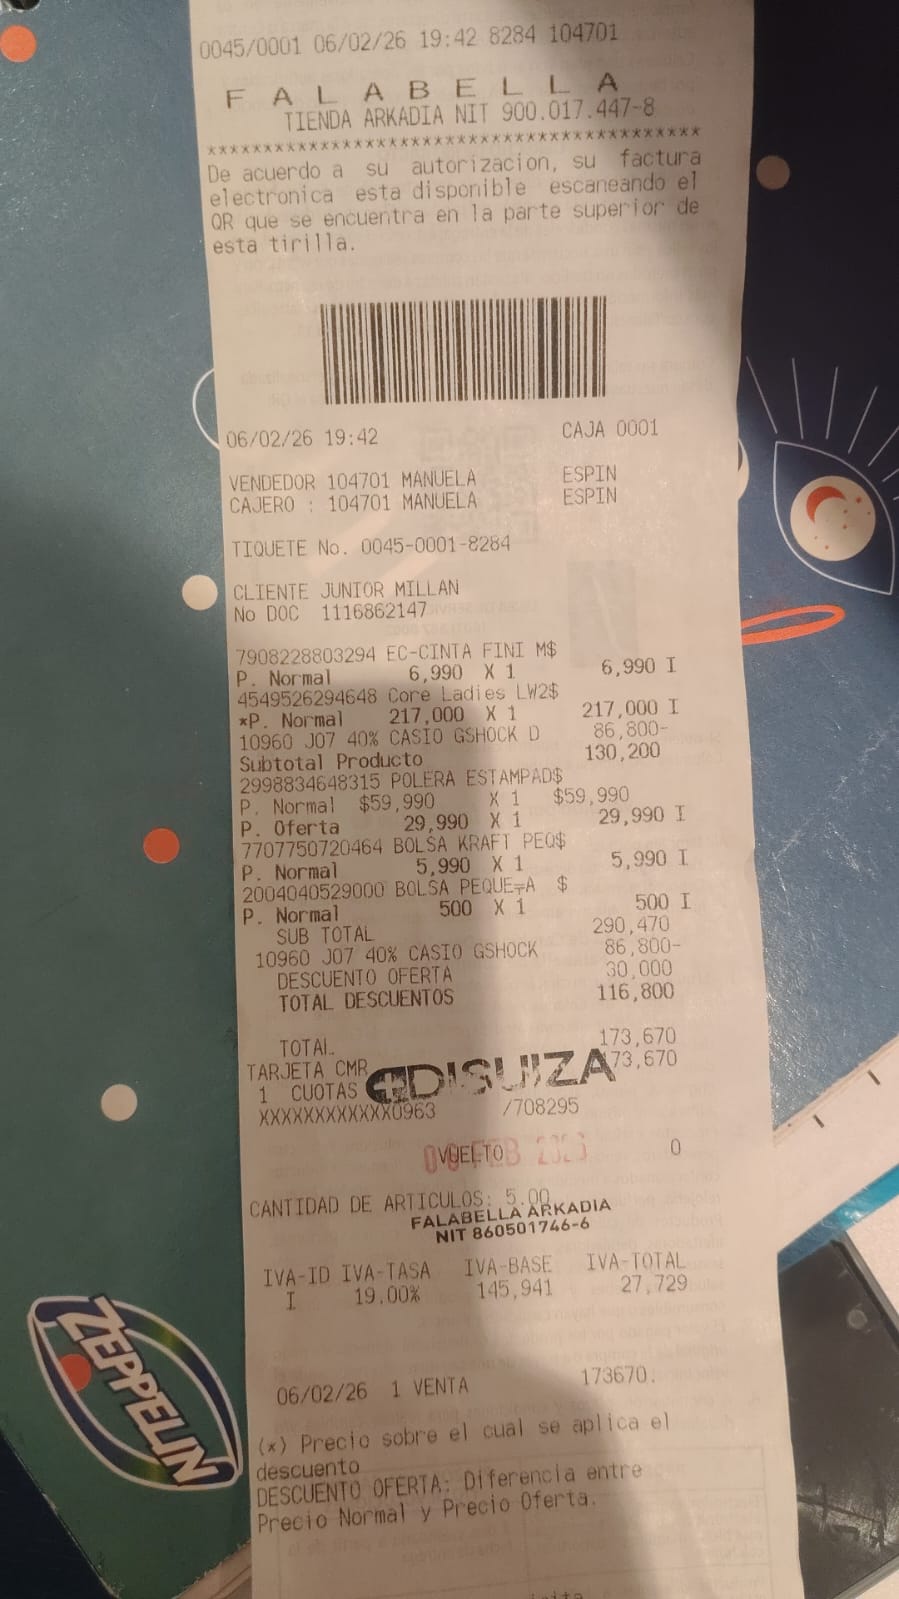 0045/0001 06/02/26 19:42 8284 104701
FALABELLA
TIENDA ARKADIA NIT 900.017.447-8
*******************************************
De acuerdo a su autorizacion, su factura
electronica esta disponible escaneando el
QR que se encuentra en la parte superior de
esta tirilla.
06/02/26 19:42 CAJA 0001
VENDEDOR 104701 MANUELA ESPIN
CAJERO : 104701 MANUELA ESPIN
TIQUETE No. 0045-0001-8284
CLIENTE JUNIOR MILLAN
No DOC 1116862147
7908228803294 EC-CINTA FINI M$
P. Normal 6,990 X 1 6,990 I
4549526294648 Core Ladies LW2$
*P. Normal 217,000 X 1 217,000 I
10960 J07 40% CASIO GSHOCK D 86,800-
Subtotal Producto 130,200
2998834648315 POLERA ESTAMPAD$
P. Normal $59,990 X 1 $59,990
P. Oferta 29,990 X 1 29,990 I
7707750720464 BOLSA KRAFT PEQ$
P. Normal 5,990 X 1 5,990 I
2004040529000 BOLSA PEQUE¬A $
P. Normal 500 X 1 500 I
SUB TOTAL 290,470
10960 J07 40% CASIO GSHOCK 86,800-
DESCUENTO OFERTA 30,000
TOTAL DESCUENTOS 116,800
TOTAL 173,670
TARJETA CMR 173,670
1 CUOTAS
DISUIZA
XXXXXXXXXXXX0963 /708295
VUELTO 0
FEB
CANTIDAD DE ARTICULOS: 5.00
FALABELLA ARKADIA
NIT 860501746-6
IVA-ID IVA-TASA IVA-BASE IVA-TOTAL
I 19.00% 145,941 27,729
06/02/26 1 VENTA 173670.
(*) Precio sobre el cual se aplica el
descuento
DESCUENTO OFERTA: Diferencia entre
Precio Normal y Precio Oferta.
ZEPPELIN